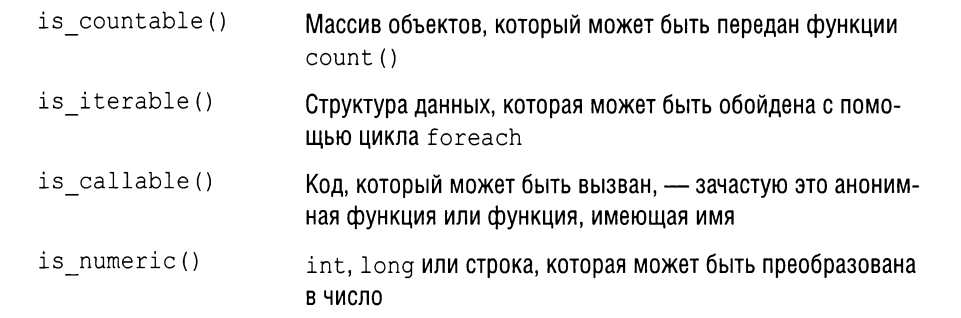 is_countable() Массив объектов, который может быть передан функции
count()
is_iterable() Структура данных, которая может быть обойдена с помо-
щью цикла foreach
is_callable() Код, который может быть вызван, — зачастую это аноним-
ная функция или функция, имеющая имя
is_numeric() int, long или строка, которая может быть преобразована
в число